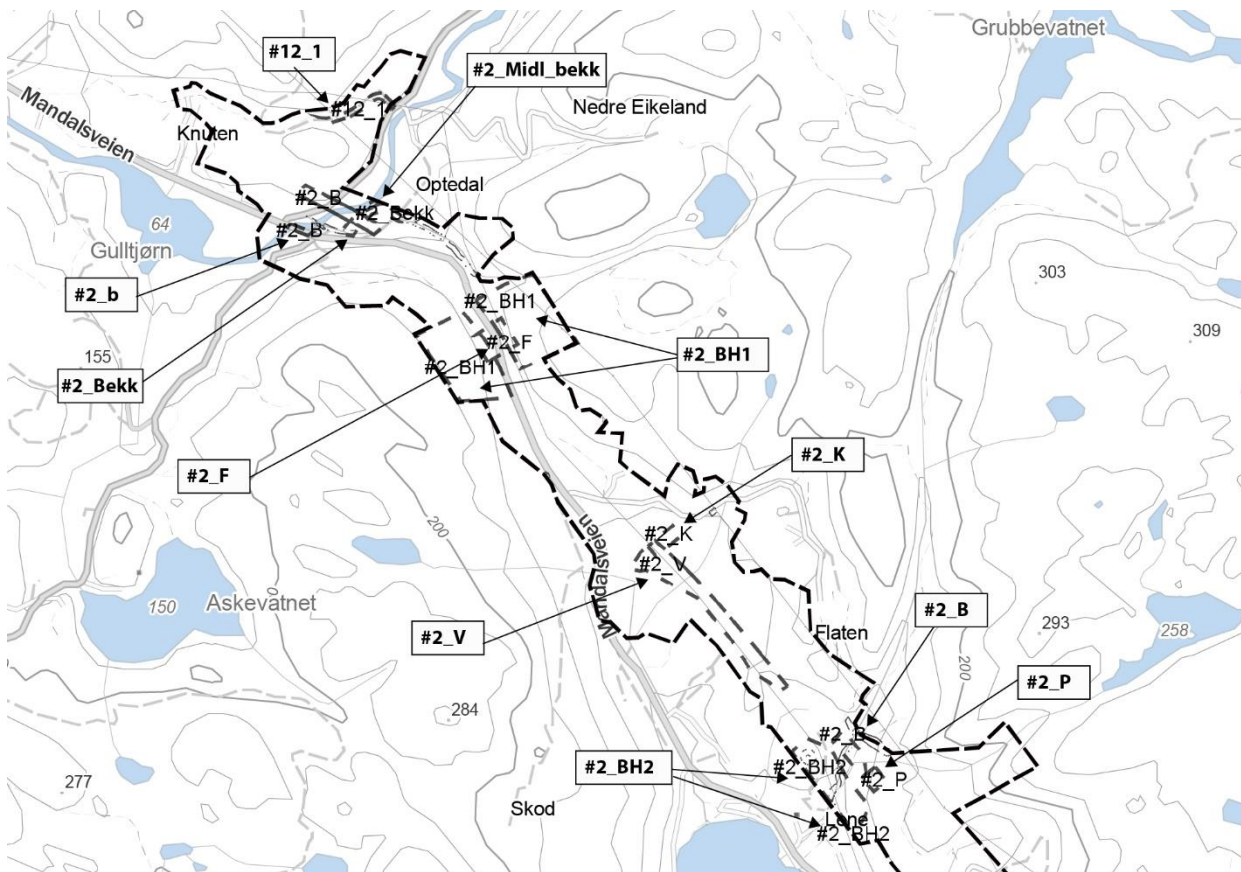 Grubbevatnet
#12_1
#2_Midl_bekk
#12_1
Nedre Eikeland
Mandalsveien
Knuten
Optedal
#2_B
#2_Bekk
64
#2_B
Gulltjørn
303
#2_b
#2_BH1
309
#2_F
155
#2_BH1
#2_BH1
#2_Bekk
#2_F
#2_K
200
#2_K
Mandalsveien
#2_V
150
Askevatnet
#2_B
293
258
#2_V
Flaten
200
#2_P
284
#2_B
#2_BH2
#2_BH2
#2_P
277
Skod
Lone
#2_BH2